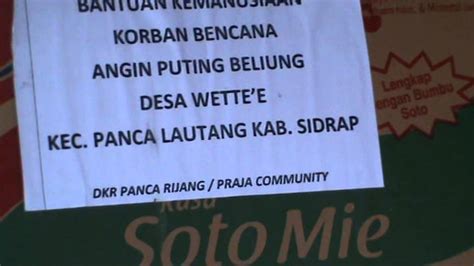 BANTUAN KEMANUSIAAN
KORBAN BENCANA
ANGIN PUTING BELIUNG
DESA WETTE'E
KEC. PANCA LAUTANG KAB. SIDRAP
DKR PANCA RIJANG / PRAJA COMMUNITY
Lengkap
dengan Bumbu
Soto
Rasa
Soto Mie